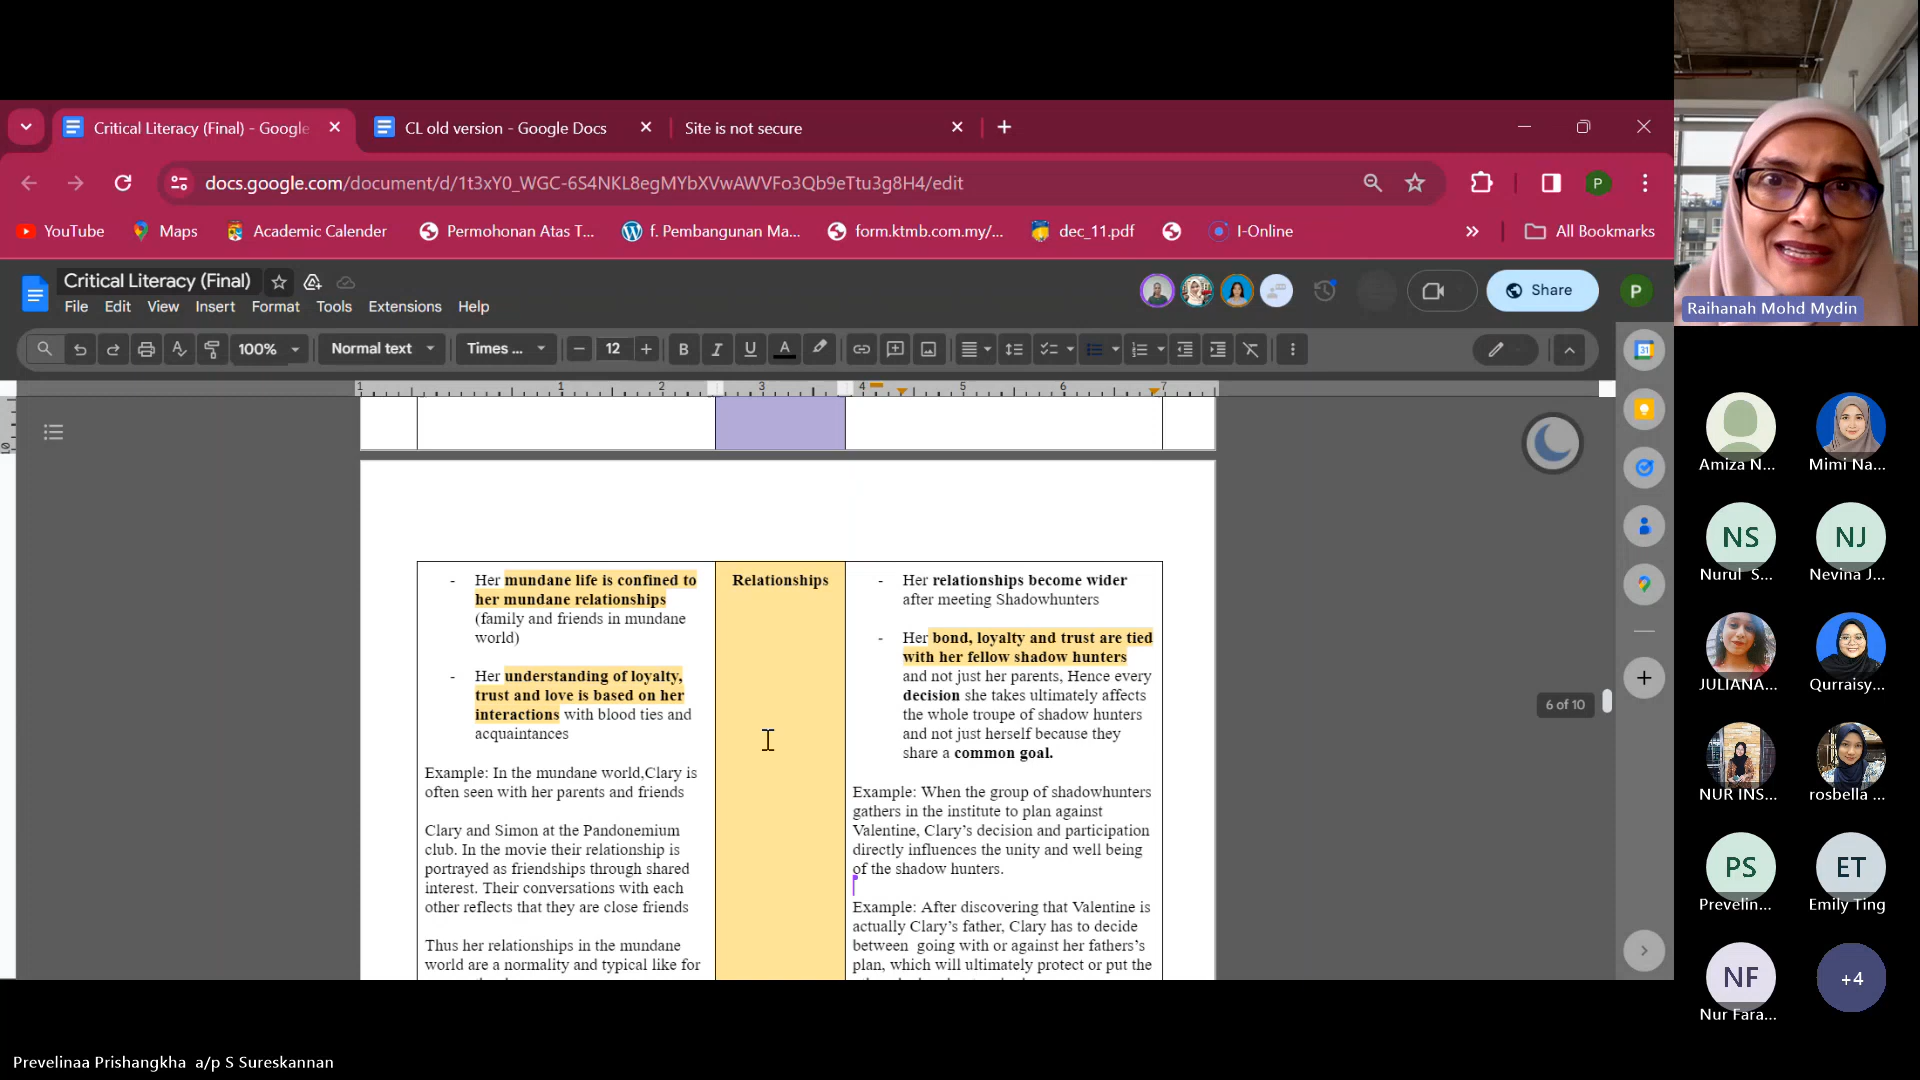 Critical Literacy (Final) - Google
CL old version - Google Docs
Site is not secure
docs.google.com/document/d/1t3xY0_WGC-6S4NKL8egMYbXVwAWVFo3Qb9eTtu3g8H4/edit
YouTube
Maps
Academic Calender
Permohonan Atas T...
f. Pembangunan Ma...
form.ktmb.com.my/...
dec_11.pdf
I-Online
All Bookmarks
Critical Literacy (Final)
File Edit View Insert Format Tools Extensions Help
Share
P
100%
Normal text
Times ...
12
1 1 2 3 4 5 6 7
- Her mundane life is confined to
her mundane relationships
(family and friends in mundane
world)
- Her understanding of loyalty,
trust and love is based on her
interactions with blood ties and
acquaintances
Example: In the mundane world,Clary is
often seen with her parents and friends
Clary and Simon at the Pandonemium
club. In the movie their relationship is
portrayed as friendships through shared
interest. Their conversations with each
other reflects that they are close friends
Thus her relationships in the mundane
world are a normality and typical like for
Relationships
- Her relationships become wider
after meeting Shadowhunters
- Her bond, loyalty and trust are tied
with her fellow shadow hunters
and not just her parents, Hence every
decision she takes ultimately affects
the whole troupe of shadow hunters
and not just herself because they
share a common goal.
Example: When the group of shadowhunters
gathers in the institute to plan against
Valentine, Clary's decision and participation
directly influences the unity and well being
of the shadow hunters.
Example: After discovering that Valentine is
actually Clary's father, Clary has to decide
between going with or against her fathers's
plan, which will ultimately protect or put the
6 of 10
Raihanah Mohd Mydin
Amiza N...
Mimi Na...
NS
Nurul S...
NJ
Nevina J...
JULIANA...
Qurraisy...
NUR INS...
rosbella ...
PS
Prevelin...
ET
Emily Ting
NF
Nur Fara...
+4
Prevelinaa Prishangkha a/p S Sureskannan